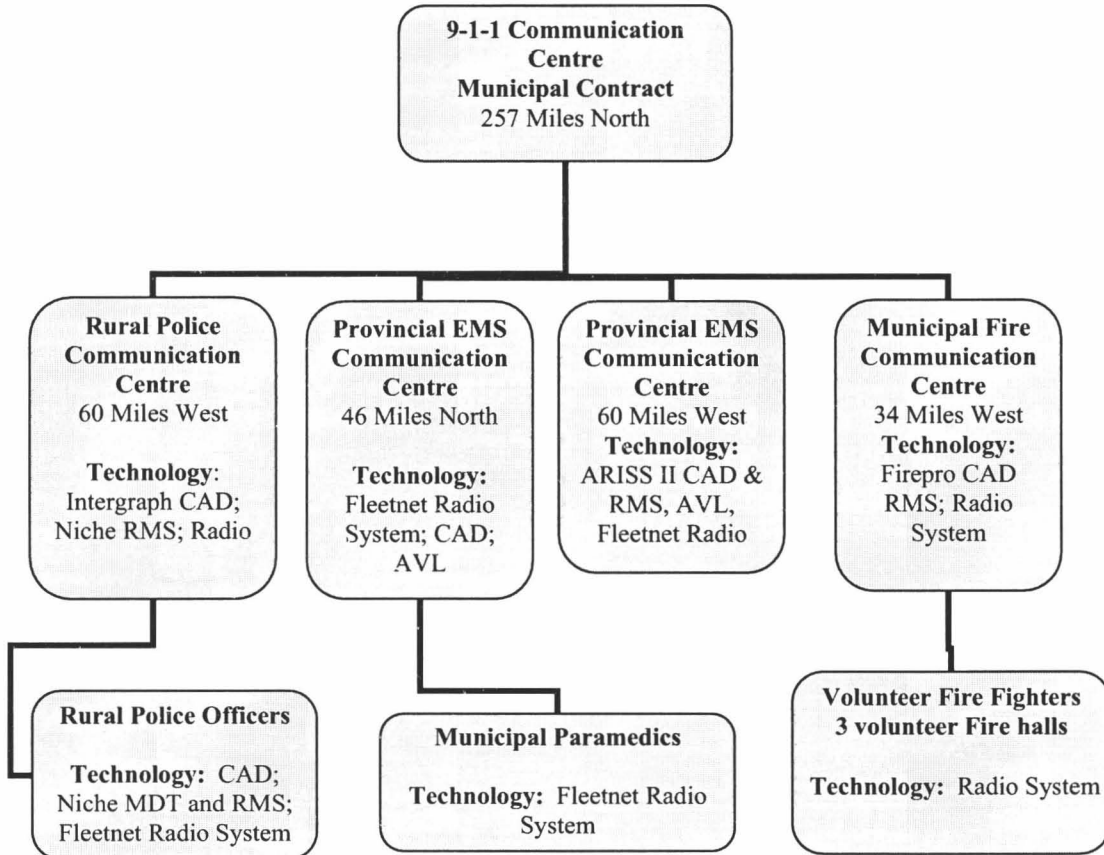 9-1-1 Communication
Centre
Municipal Contract
257 Miles North
Rural Police
Communication
Centre
60 Miles West
Technology:
Intergraph CAD;
Niche RMS; Radio
Provincial EMS
Communication
Centre
46 Miles North
Technology:
Fleetnet Radio
System; CAD;
AVL
Provincial EMS
Communication
Centre
60 Miles West
Technology:
ARISS II CAD &
RMS, AVL,
Fleetnet Radio
Municipal Fire
Communication
Centre
34 Miles West
Technology:
Firepro CAD
RMS; Radio
System
Rural Police Officers
Technology: CAD;
Niche MDT and RMS;
Fleetnet Radio System
Municipal Paramedics
Technology: Fleetnet Radio
System
Volunteer Fire Fighters
3 volunteer Fire halls
Technology: Radio System